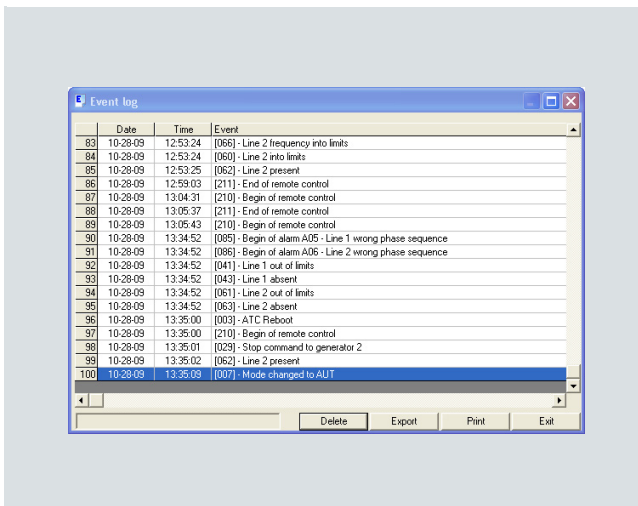 Event log
Date Time Event
83 10-28-09 12:53:24 [066] - Line 2 frequency into limits
84 10-28-09 12:53:24 [060] - Line 2 into limits
85 10-28-09 12:53:25 [062] - Line 2 present
86 10-28-09 12:59:03 [211] - End of remote control
87 10-28-09 13:04:31 [210] - Begin of remote control
88 10-28-09 13:05:37 [211] - End of remote control
89 10-28-09 13:05:43 [210] - Begin of remote control
90 10-28-09 13:34:52 [085] - Begin of alarm A05 - Line 1 wrong phase sequence
91 10-28-09 13:34:52 [086] - Begin of alarm A06 - Line 2 wrong phase sequence
92 10-28-09 13:34:52 [041] - Line 1 out of limits
93 10-28-09 13:34:52 [043] - Line 1 absent
94 10-28-09 13:34:52 [061] - Line 2 out of limits
95 10-28-09 13:34:52 [063] - Line 2 absent
96 10-28-09 13:35:00 [003] - ATC Reboot
97 10-28-09 13:35:00 [210] - Begin of remote control
98 10-28-09 13:35:01 [029] - Stop command to generator 2
99 10-28-09 13:35:02 [062] - Line 2 present
100 10-28-09 13:35:09 [007] - Mode changed to AUT
Delete Export Print Exit